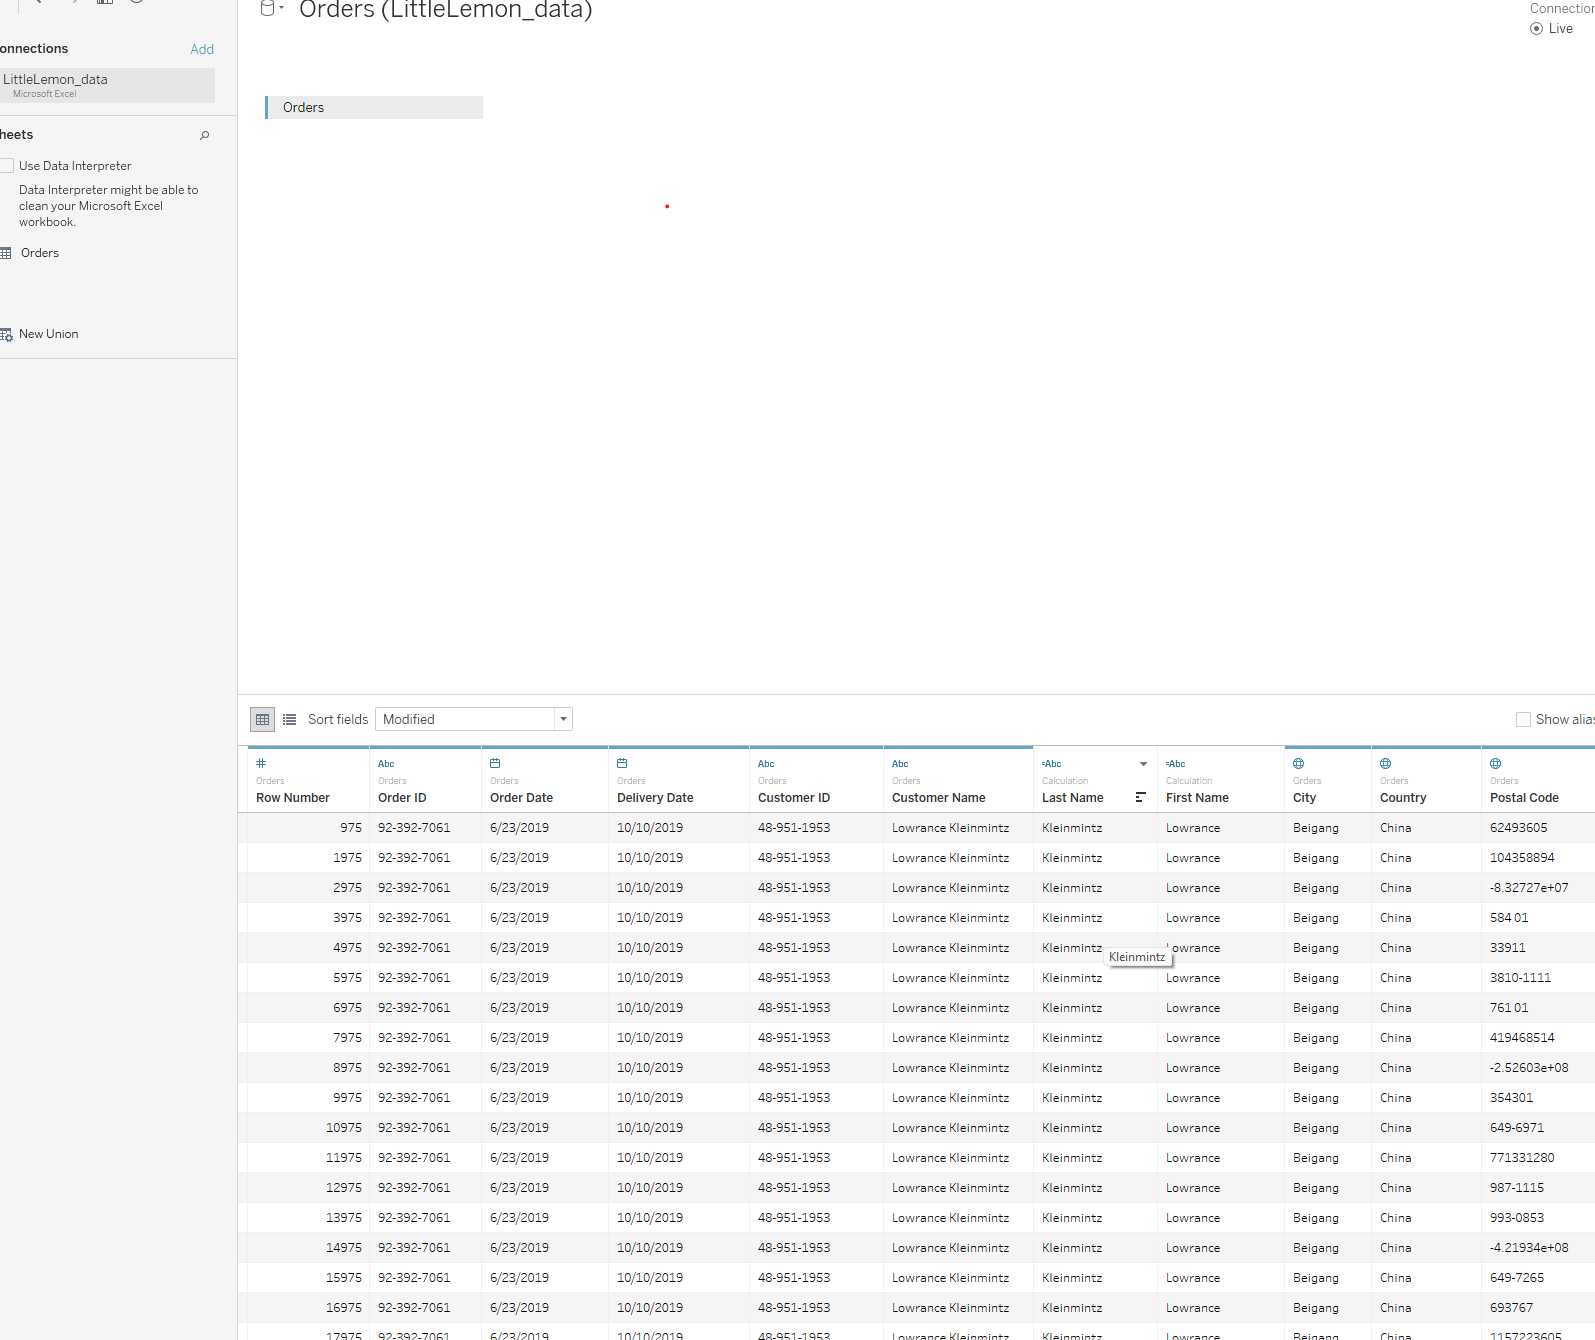 Orders (LittleLemon_data)
Connection
Live
onnections Add
LittleLemon_data
Microsoft Excel
Orders
heets
Use Data Interpreter
Data Interpreter might be able to
clean your Microsoft Excel
workbook.
Orders
New Union
Sort fields Modified Show alias
# Abc Abc Abc =Abc =Abc
Orders Orders Orders Orders Orders Orders Calculation Calculation Orders Orders Orders
Row Number Order ID Order Date Delivery Date Customer ID Customer Name Last Name First Name City Country Postal Code
975 92-392-7061 6/23/2019 10/10/2019 48-951-1953 Lowrance Kleinmintz Kleinmintz Lowrance Beigang China 62493605
1975 92-392-7061 6/23/2019 10/10/2019 48-951-1953 Lowrance Kleinmintz Kleinmintz Lowrance Beigang China 104358894
2975 92-392-7061 6/23/2019 10/10/2019 48-951-1953 Lowrance Kleinmintz Kleinmintz Lowrance Beigang China -8.32727e+07
3975 92-392-7061 6/23/2019 10/10/2019 48-951-1953 Lowrance Kleinmintz Kleinmintz Lowrance Beigang China 584 01
4975 92-392-7061 6/23/2019 10/10/2019 48-951-1953 Lowrance Kleinmintz Kleinmintz Lowrance Beigang China 33911
Kleinmintz
5975 92-392-7061 6/23/2019 10/10/2019 48-951-1953 Lowrance Kleinmintz Kleinmintz Lowrance Beigang China 3810-1111
6975 92-392-7061 6/23/2019 10/10/2019 48-951-1953 Lowrance Kleinmintz Kleinmintz Lowrance Beigang China 761 01
7975 92-392-7061 6/23/2019 10/10/2019 48-951-1953 Lowrance Kleinmintz Kleinmintz Lowrance Beigang China 419468514
8975 92-392-7061 6/23/2019 10/10/2019 48-951-1953 Lowrance Kleinmintz Kleinmintz Lowrance Beigang China -2.52603e+08
9975 92-392-7061 6/23/2019 10/10/2019 48-951-1953 Lowrance Kleinmintz Kleinmintz Lowrance Beigang China 354301
10975 92-392-7061 6/23/2019 10/10/2019 48-951-1953 Lowrance Kleinmintz Kleinmintz Lowrance Beigang China 649-6971
11975 92-392-7061 6/23/2019 10/10/2019 48-951-1953 Lowrance Kleinmintz Kleinmintz Lowrance Beigang China 771331280
12975 92-392-7061 6/23/2019 10/10/2019 48-951-1953 Lowrance Kleinmintz Kleinmintz Lowrance Beigang China 987-1115
13975 92-392-7061 6/23/2019 10/10/2019 48-951-1953 Lowrance Kleinmintz Kleinmintz Lowrance Beigang China 993-0853
14975 92-392-7061 6/23/2019 10/10/2019 48-951-1953 Lowrance Kleinmintz Kleinmintz Lowrance Beigang China -4.21934e+08
15975 92-392-7061 6/23/2019 10/10/2019 48-951-1953 Lowrance Kleinmintz Kleinmintz Lowrance Beigang China 649-7265
16975 92-392-7061 6/23/2019 10/10/2019 48-951-1953 Lowrance Kleinmintz Kleinmintz Lowrance Beigang China 693767
17975 92-392-7061 6/23/2019 10/10/2019 48-951-1953 Lowrance Kleinmintz Kleinmintz Lowrance Beigang China 1157223605